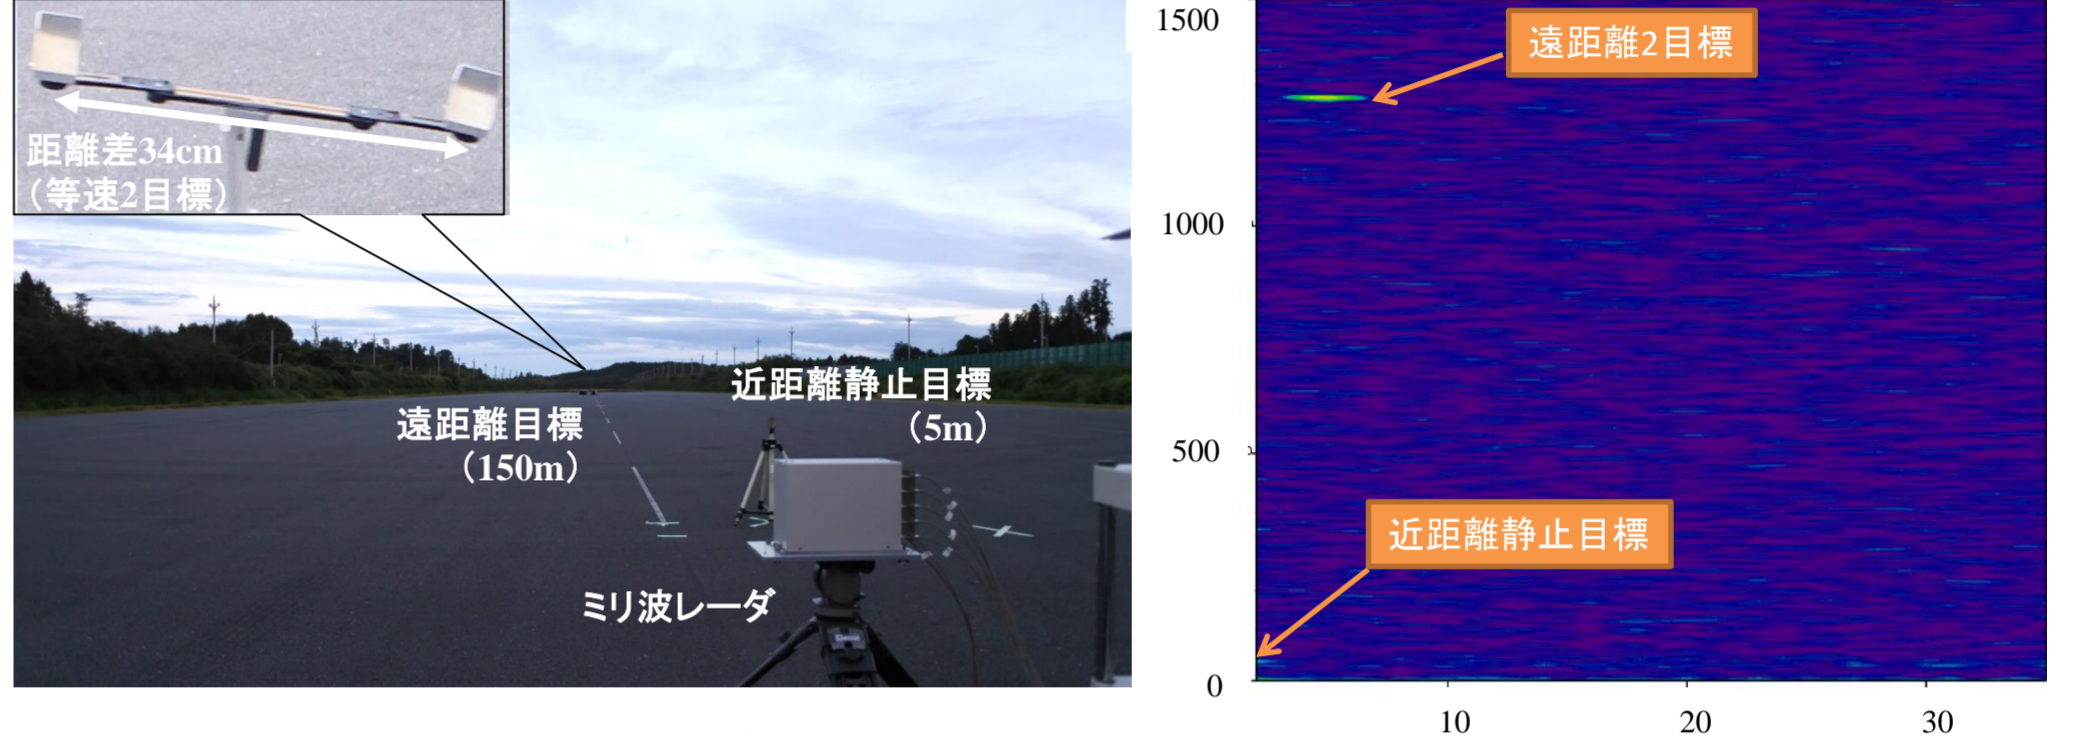 距離差34cm
（等速2目標）
遠距離目標
（150m）
近距離静止目標
（5m）
ミリ波レーダ
1500
1000
500
0
10
20
30
遠距離2目標
近距離静止目標